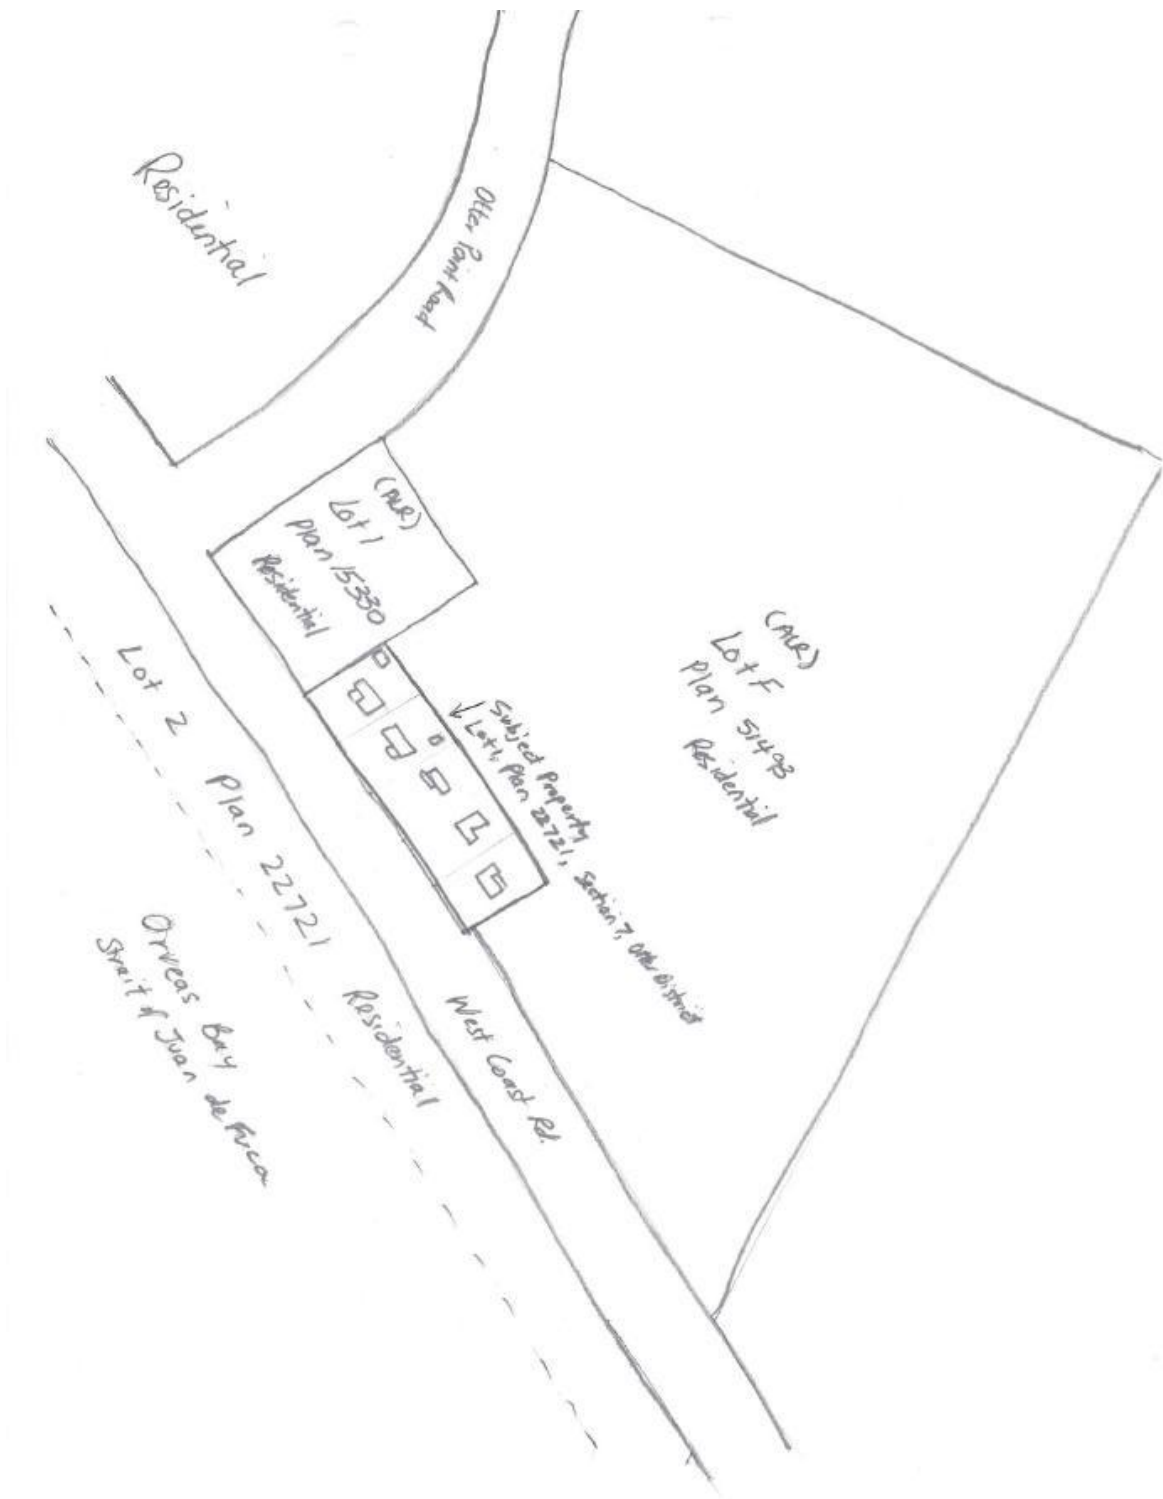 Residential
Otter Point Road
(ALR)
Lot 1
Plan 15330
Residential
(ALR)
Lot F
Plan 51493
Residential
Subject Property
Lot 1, Plan 22721, Section 7, Otter District
Lot 2 Plan 22721 Residential
West Coast Rd.
Orveas Bay
Strait of Juan de Fuca